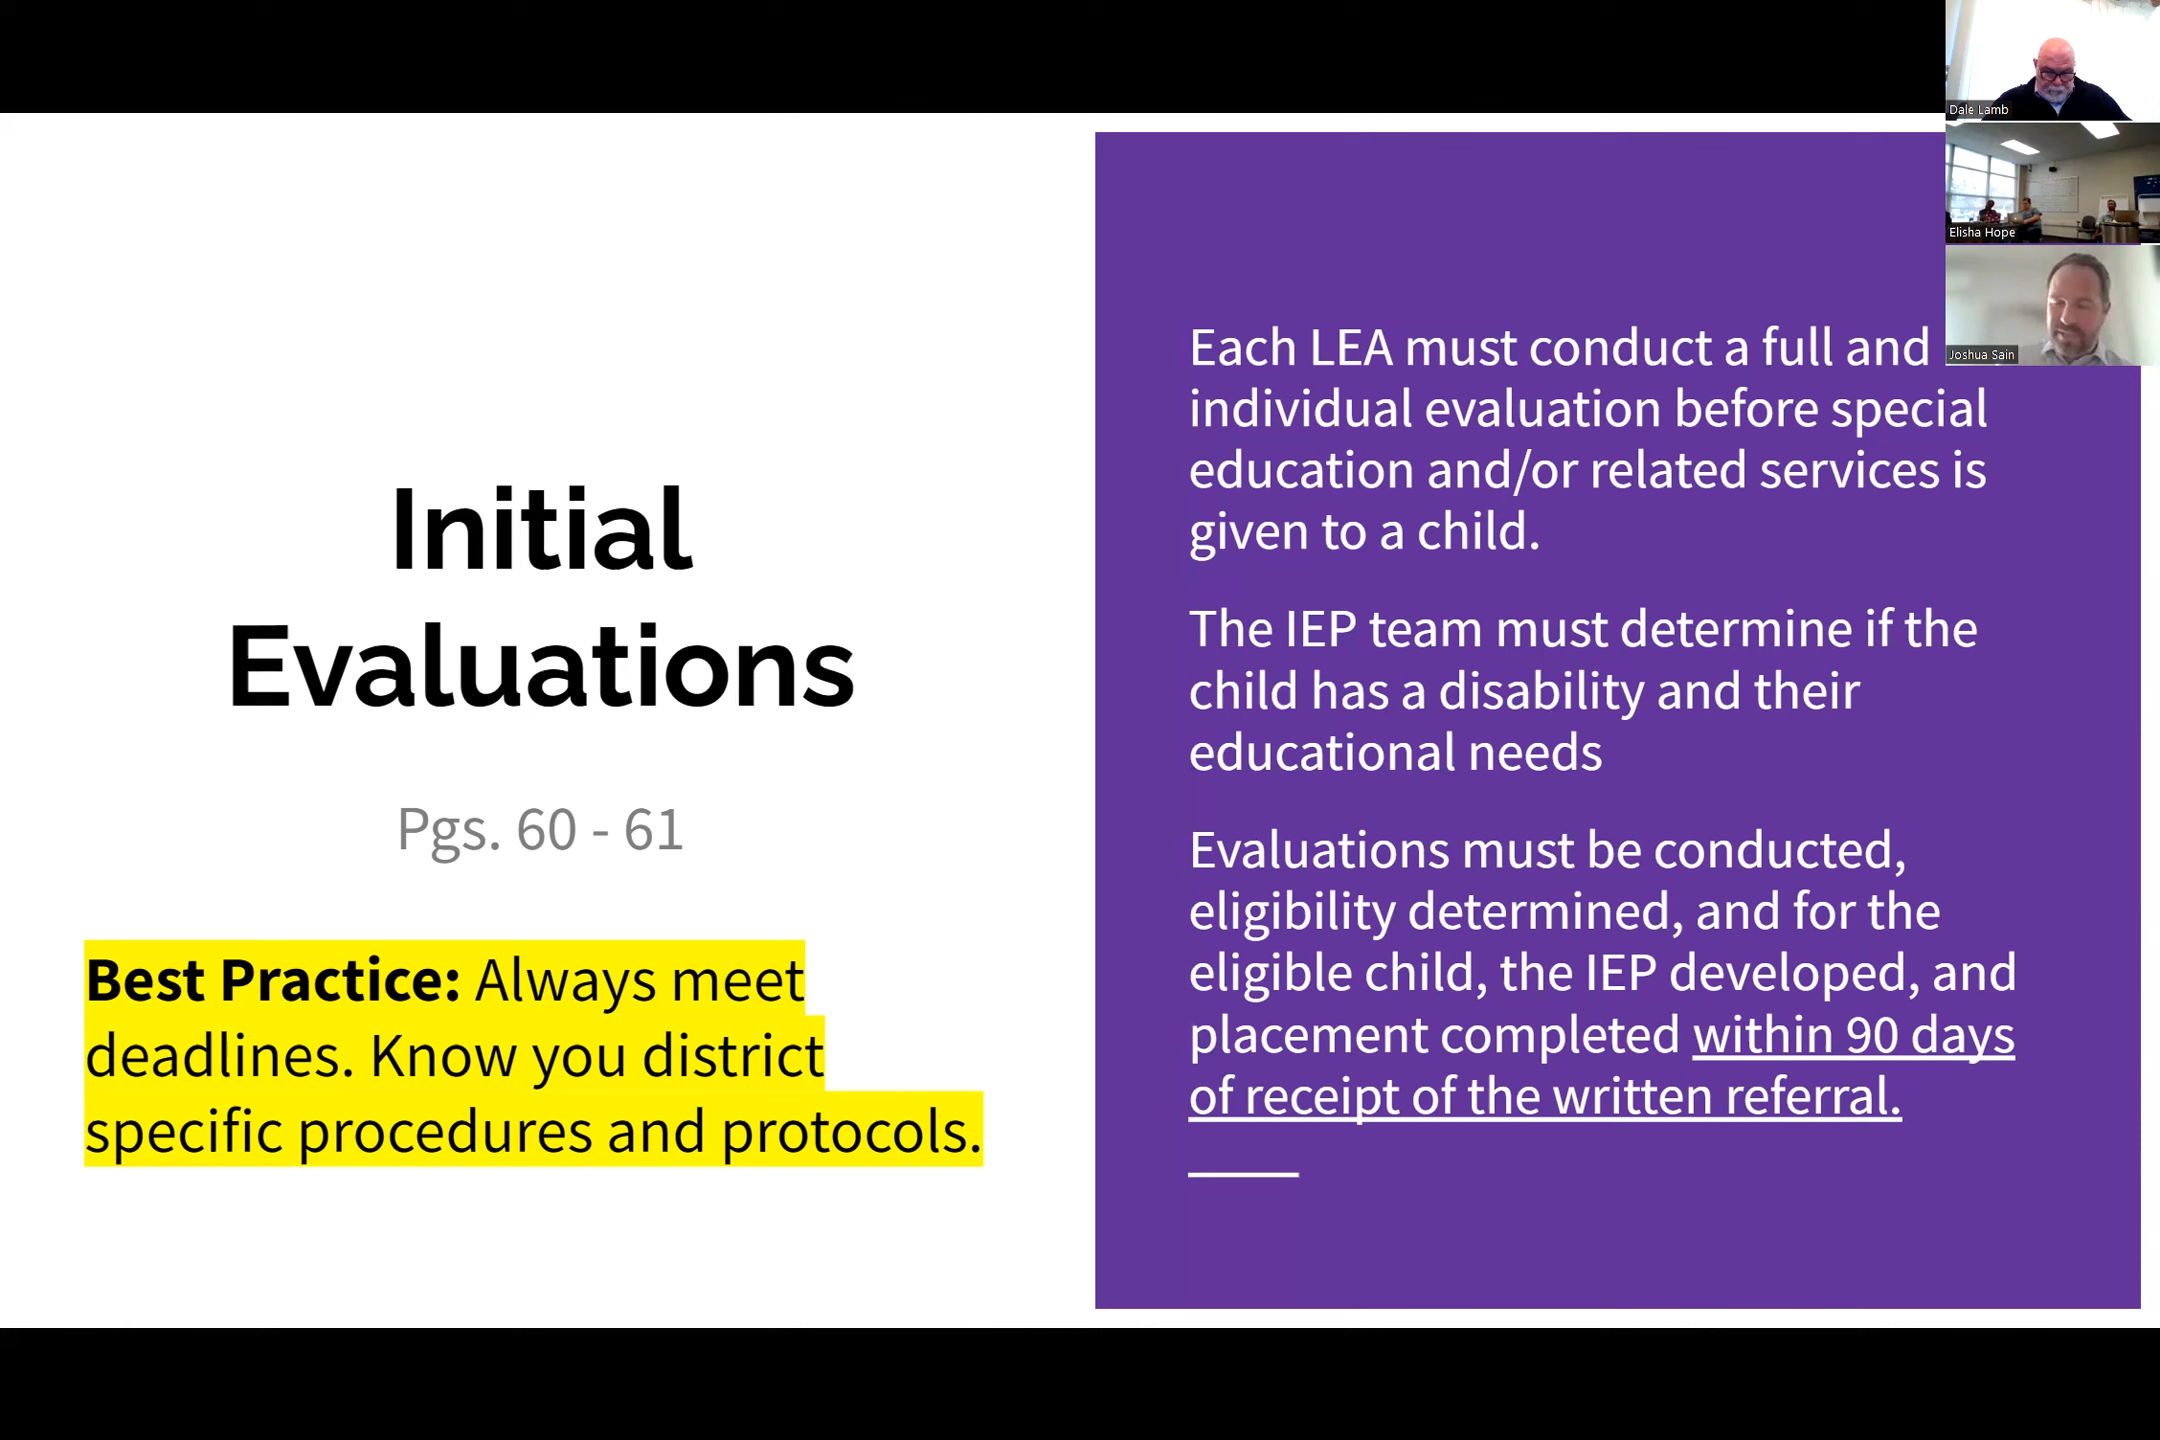 Initial
Evaluations
Pgs. 60 - 61
Best Practice: Always meet
deadlines. Know you district
specific procedures and protocols.
Each LEA must conduct a full and
individual evaluation before special
education and/or related services is
given to a child.
The IEP team must determine if the
child has a disability and their
educational needs
Evaluations must be conducted,
eligibility determined, and for the
eligible child, the IEP developed, and
placement completed within 90 days
of receipt of the written referral.
Dale Lamb
Elisha Hope
Joshua Sain